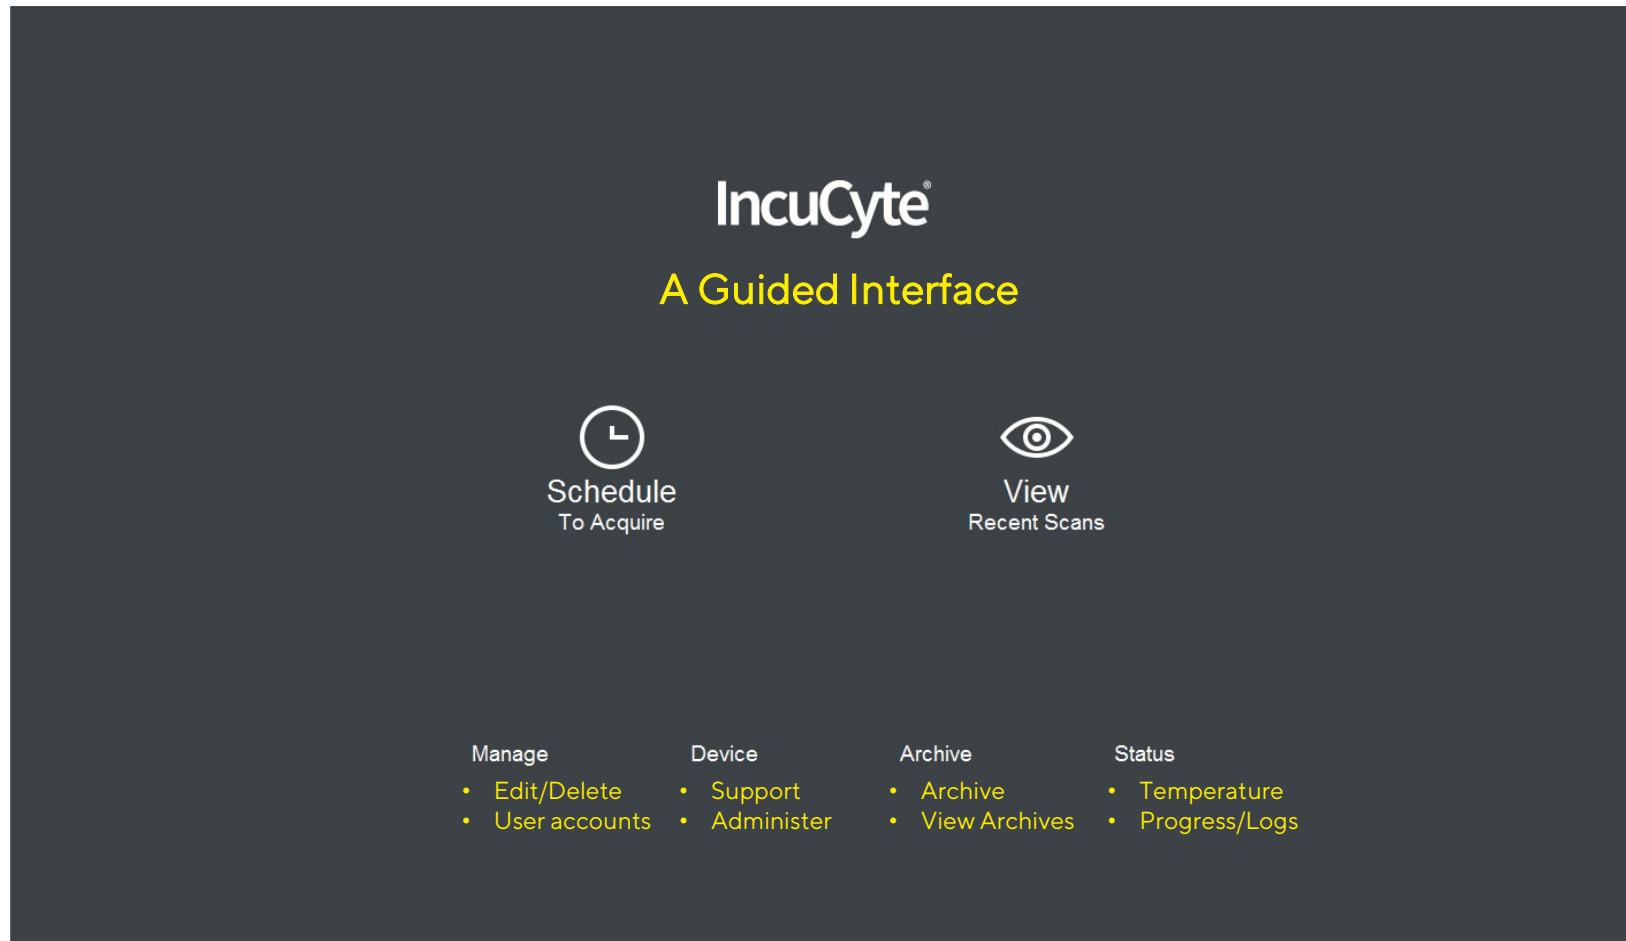 IncuCyte®
A Guided Interface
Schedule
To Acquire
View
Recent Scans
Manage
• Edit/Delete
• User accounts
Device
• Support
• Administer
Archive
• Archive
• View Archives
Status
• Temperature
• Progress/Logs